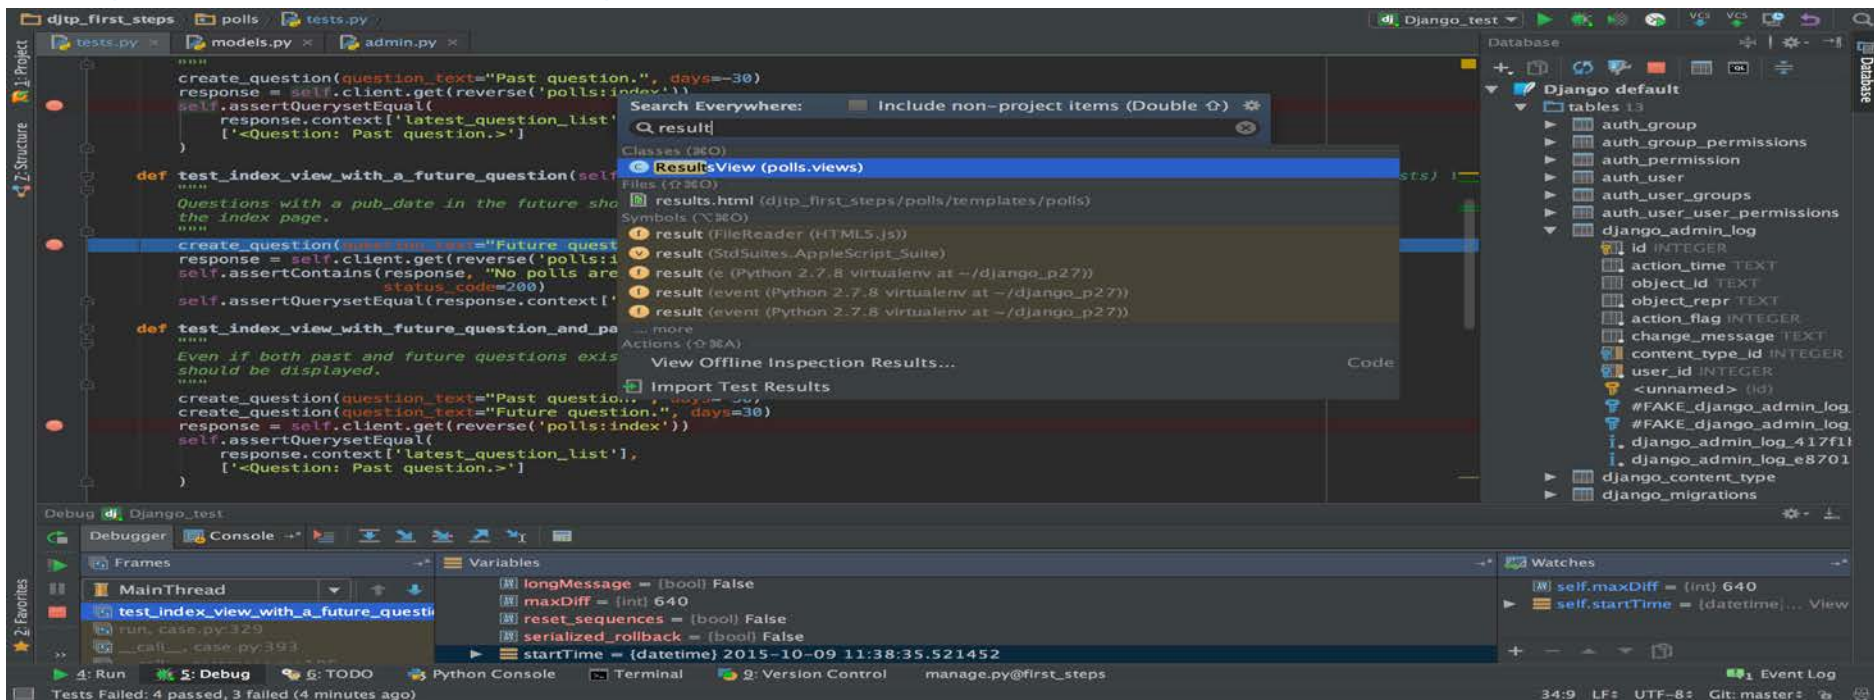 djtp_first_steps polls tests.py
Django_test
VCS VCS
tests.py models.py admin.py
1: Project
Z: Structure
2: Favorites
"""
create_question(question_text="Past question.", days=-30)
response = self.client.get(reverse('polls:index'))
self.assertQuerysetEqual(
response.context['latest_question_list'
['<Question: Past question.>']
)
def test_index_view_with_a_future_question(self
"""
Questions with a pub_date in the future sho
the index page.
"""
create_question(question_text="Future quest
response = self.client.get(reverse('polls:i
self.assertContains(response, "No polls are
status_code=200)
self.assertQuerysetEqual(response.context['
def test_index_view_with_future_question_and_pa
"""
Even if both past and future questions exis
should be displayed.
"""
create_question(question_text="Past question.", days=-30)
create_question(question_text="Future question.", days=30)
response = self.client.get(reverse('polls:index'))
self.assertQuerysetEqual(
response.context['latest_question_list'],
['<Question: Past question.>']
)
Search Everywhere: Include non-project items (Double ⇧)
result
Classes (⌘O)
ResultsView (polls.views)
Files (⇧⌘O)
results.html (djtp_first_steps/polls/templates/polls)
Symbols (⌥⌘O)
result (FileReader (HTML5.js))
result (StdSuites.AppleScript_Suite)
result (e (Python 2.7.8 virtualenv at ~/django_p27))
result (event (Python 2.7.8 virtualenv at ~/django_p27))
result (event (Python 2.7.8 virtualenv at ~/django_p27))
... more
Actions (⇧⌘A)
View Offline Inspection Results... Code
Import Test Results
sts)
Database
Database
Django default
tables 13
auth_group
auth_group_permissions
auth_permission
auth_user
auth_user_groups
auth_user_user_permissions
django_admin_log
id INTEGER
action_time TEXT
object_id TEXT
object_repr TEXT
action_flag INTEGER
change_message TEXT
content_type_id INTEGER
user_id INTEGER
<unnamed> (id)
#FAKE_django_admin_log_
#FAKE_django_admin_log_
django_admin_log_417f1
django_admin_log_e8701
django_content_type
django_migrations
Debug Django_test
Debugger Console
Frames
MainThread
test_index_view_with_a_future_questi
run, case.py:329
__call__, case.py:393
Variables
longMessage = {bool} False
maxDiff = {int} 640
reset_sequences = {bool} False
serialized_rollback = {bool} False
startTime = {datetime} 2015-10-09 11:38:35.521452
Watches
self.maxDiff = {int} 640
self.startTime = {datetime}... View
4: Run 5: Debug 6: TODO Python Console Terminal 9: Version Control manage.py@first_steps
1 Event Log
Tests Failed: 4 passed, 3 failed (4 minutes ago)
34:9 LF÷ UTF-8÷ Git:master÷